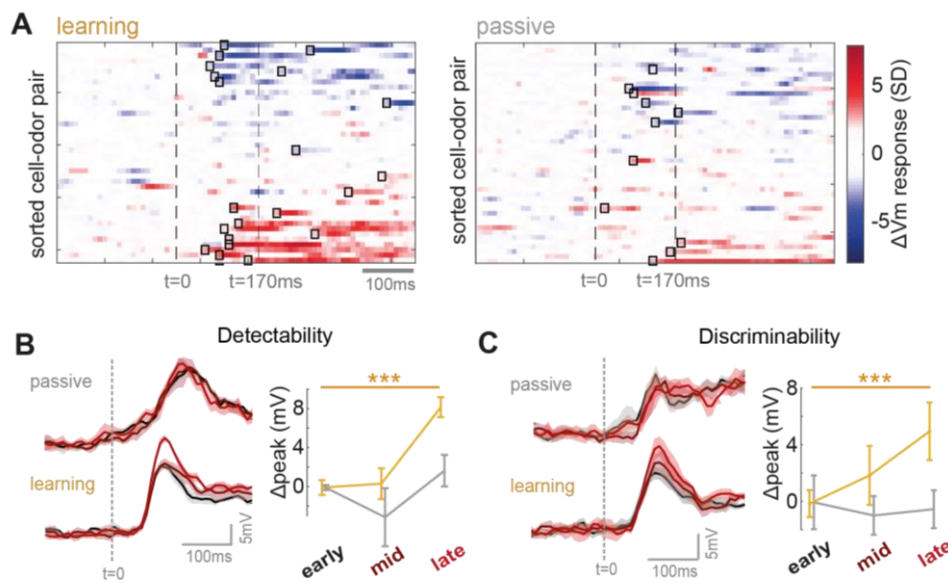 A
learning
passive
sorted cell-odor pair
t=0
t=170ms
100ms
sorted cell-odor pair
t=0
t=170ms
5
0
-5
ΔVm response (SD)
B
Detectability
passive
learning
t=0
100ms
5mV
***
Δpeak (mV)
8
4
0
early
mid
late
C
Discriminability
passive
learning
t=0
100ms
5mV
***
Δpeak (mV)
8
4
0
early
mid
late